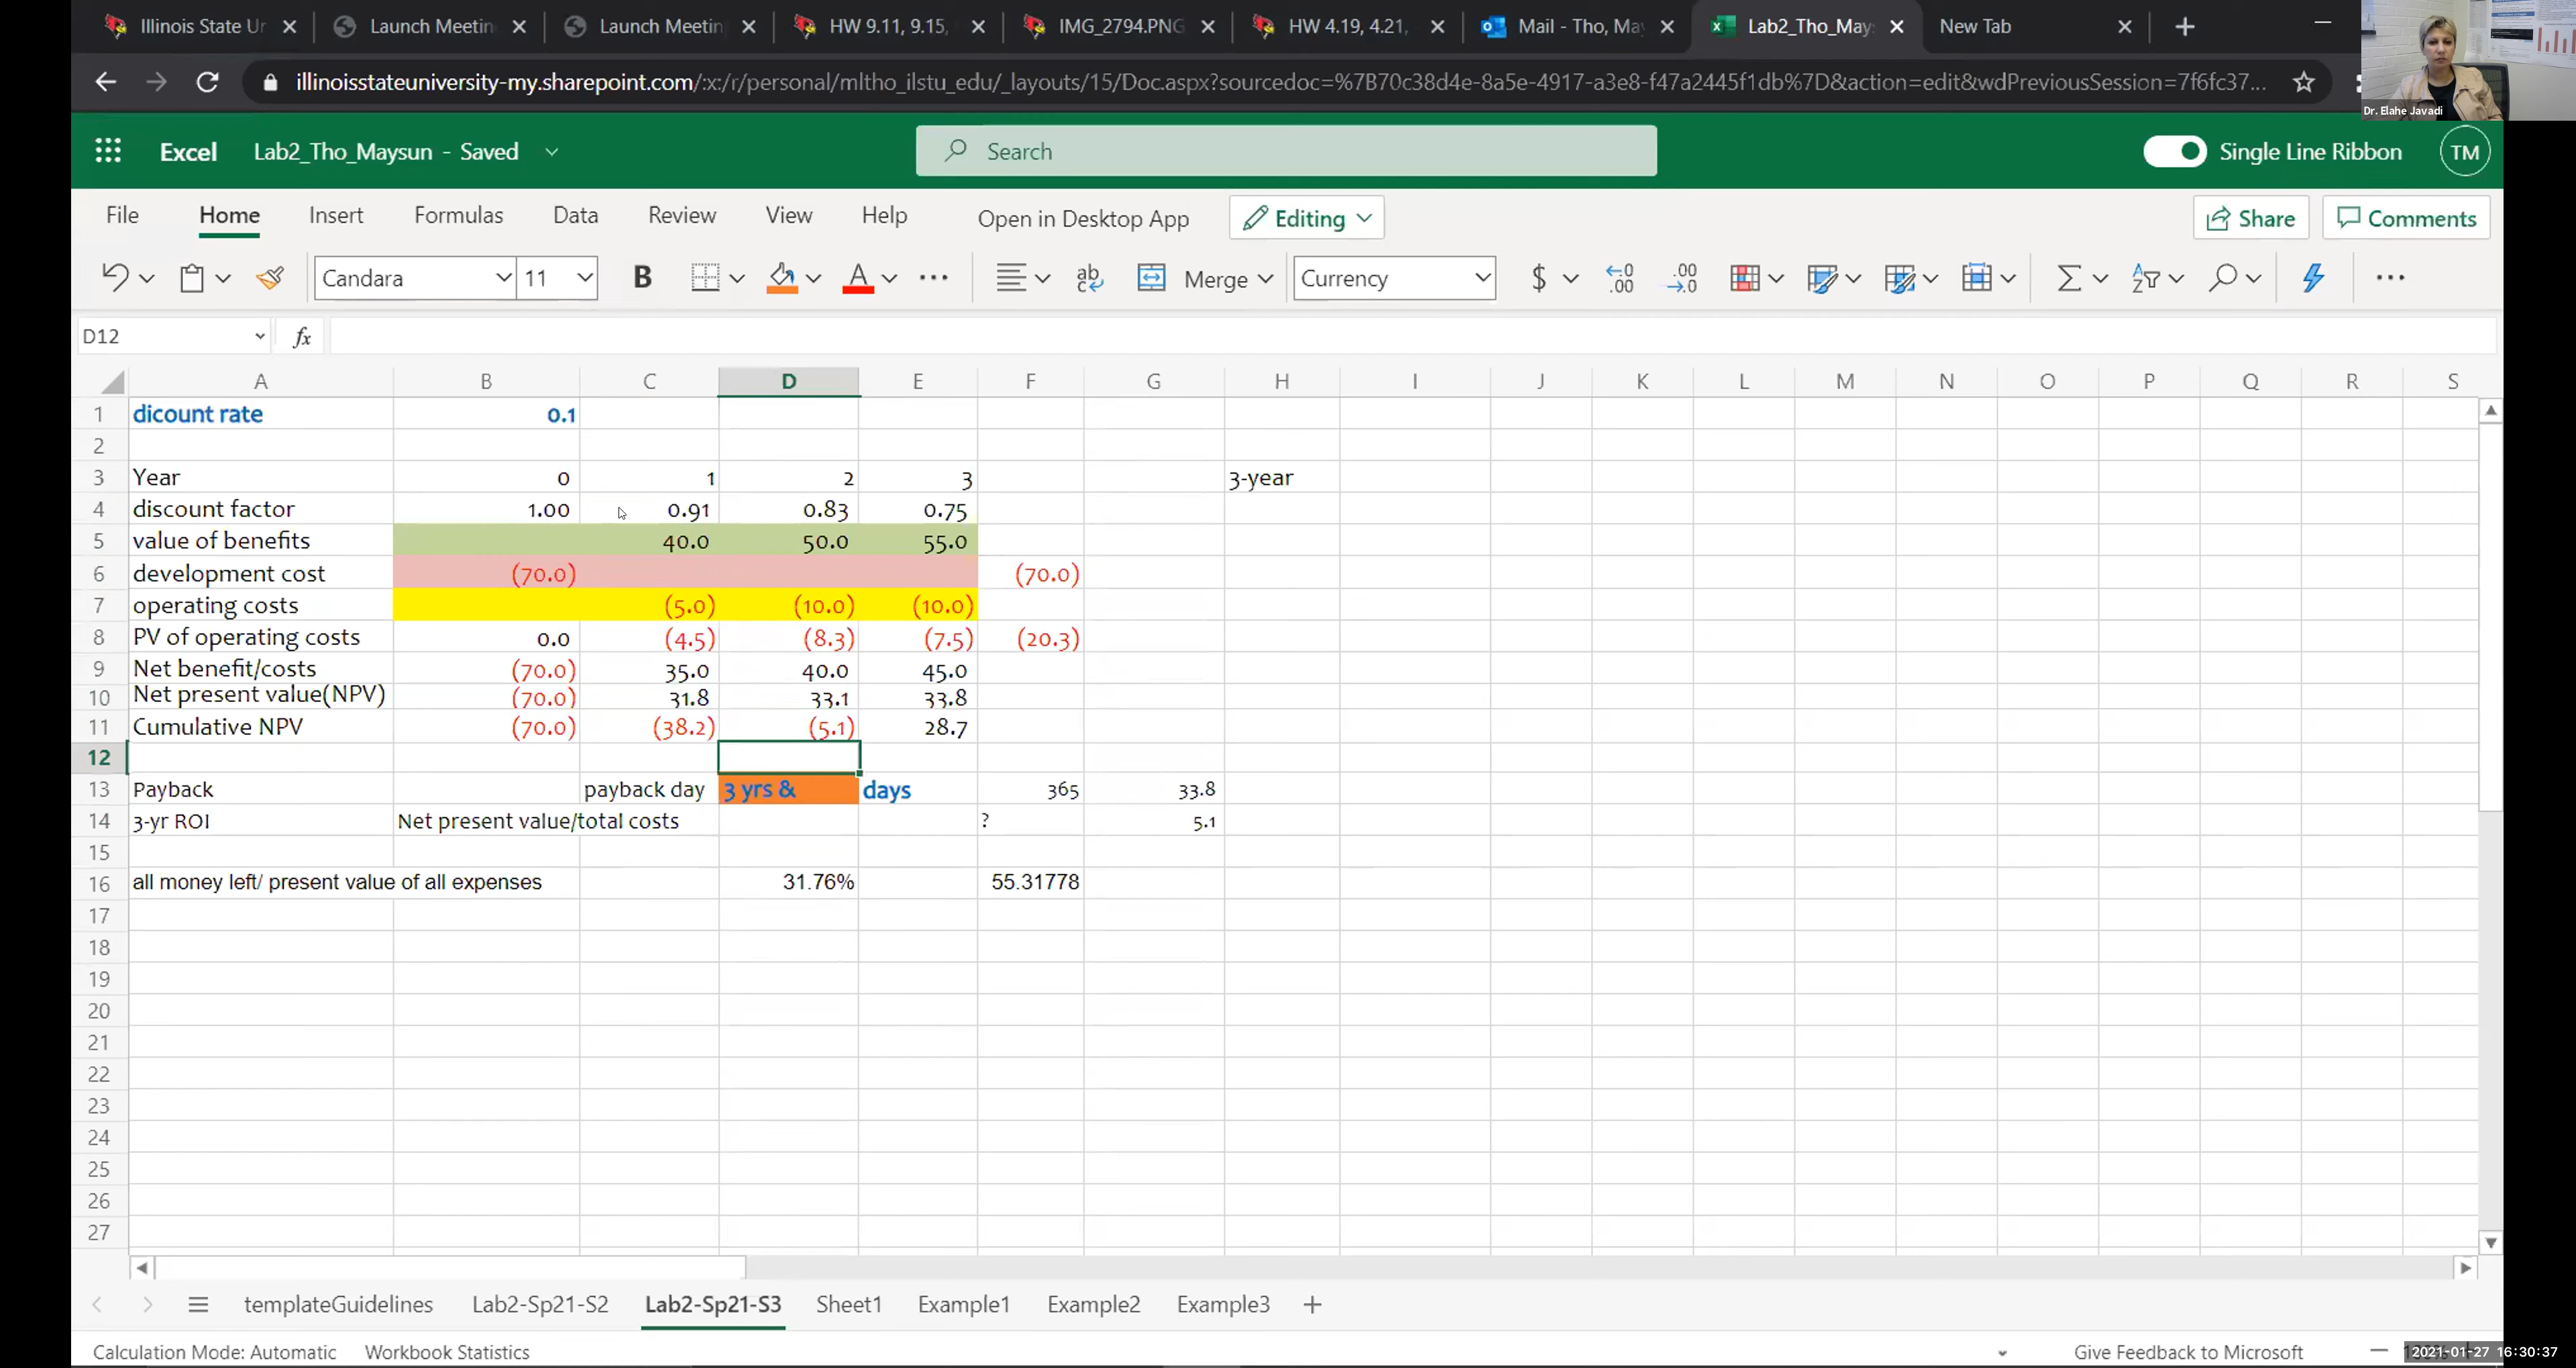 Illinois State Ur
Launch Meetin
Launch Meetin
HW 9.11, 9.15,
IMG_2794.PNG
HW 4.19, 4.21,
Mail - Tho, May
Lab2_Tho_May
New Tab
illinoisstateuniversity-my.sharepoint.com/:x:/r/personal/mltho_ilstu_edu/_layouts/15/Doc.aspx?sourcedoc=%7B70c38d4e-8a5e-4917-a3e8-f47a2445f1db%7D&action=edit&wdPreviousSession=7f6fc37...
Dr. Elahe Javadi
Excel Lab2_Tho_Maysun - Saved Search Single Line Ribbon TM
File Home Insert Formulas Data Review View Help Open in Desktop App Editing Share Comments
Candara 11 B A ab Merge Currency $ .00 .00
D12 fx
A B C D E F G H I J K L M N O P Q R S
1 dicount rate 0.1
2
3 Year 0 1 2 3 3-year
4 discount factor 1.00 0.91 0.83 0.75
5 value of benefits 40.0 50.0 55.0
6 development cost (70.0) (70.0)
7 operating costs (5.0) (10.0) (10.0)
8 PV of operating costs 0.0 (4.5) (8.3) (7.5) (20.3)
9 Net benefit/costs (70.0) 35.0 40.0 45.0
10 Net present value(NPV) (70.0) 31.8 33.1 33.8
11 Cumulative NPV (70.0) (38.2) (5.1) 28.7
12
13 Payback payback day 3 yrs & days 365 33.8
14 3-yr ROI Net present value/total costs ? 5.1
15
16 all money left/ present value of all expenses 31.76% 55.31778
17
18
19
20
21
22
23
24
25
26
27
templateGuidelines Lab2-Sp21-S2 Lab2-Sp21-S3 Sheet1 Example1 Example2 Example3
Calculation Mode: Automatic Workbook Statistics Give Feedback to Microsoft 2021-01-27 16:30:37